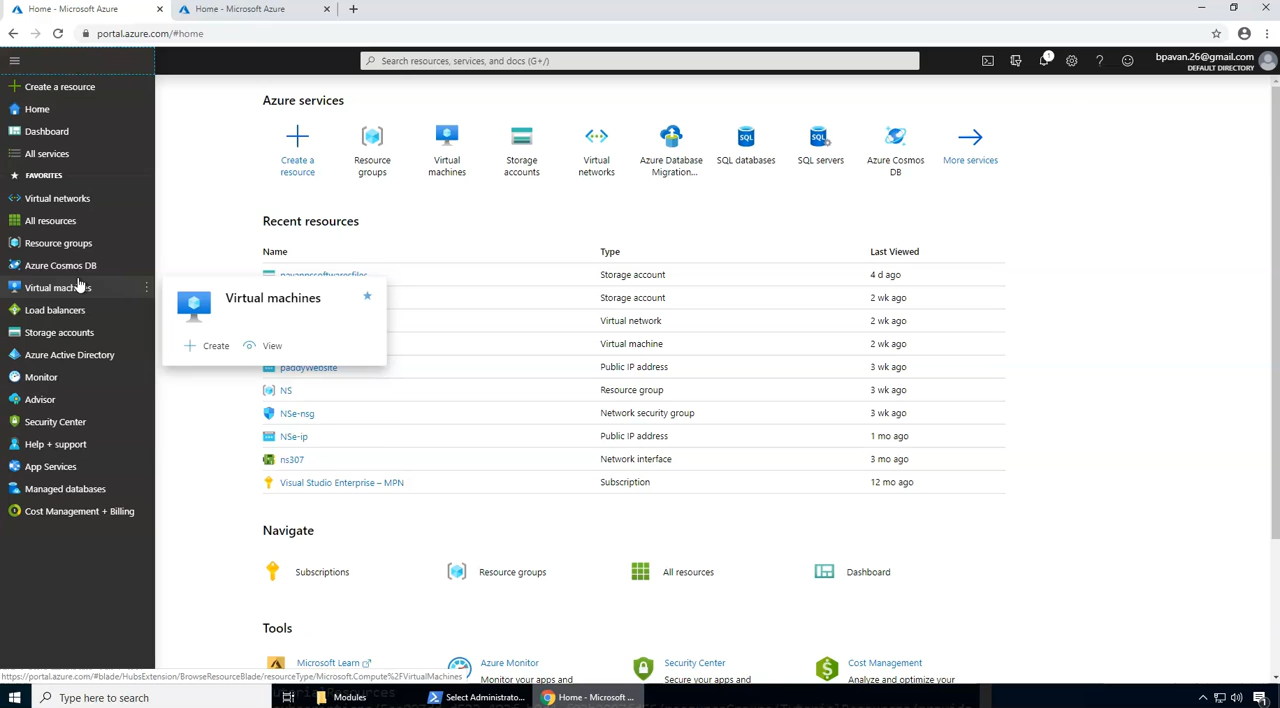 Home - Microsoft Azure
Home - Microsoft Azure
portal.azure.com/#home
Search resources, services, and docs (G+/)
1
bpavan.26@gmail.com
DEFAULT DIRECTORY
Create a resource
Home
Dashboard
All services
FAVORITES
Virtual networks
All resources
Resource groups
Azure Cosmos DB
Virtual machines
Load balancers
Storage accounts
Azure Active Directory
Monitor
Advisor
Security Center
Help + support
App Services
Managed databases
Cost Management + Billing
Virtual machines
Create
View
Azure services
Create a
resource
Resource
groups
Virtual
machines
Storage
accounts
Virtual
networks
Azure Database
Migration...
SQL databases
SQL servers
Azure Cosmos
DB
More services
Recent resources
Name Type Last Viewed
Storage account 4 d ago
Storage account 2 wk ago
Virtual network 2 wk ago
Virtual machine 2 wk ago
paddywebsite Public IP address 3 wk ago
NS Resource group 3 wk ago
NSe-nsg Network security group 3 wk ago
NSe-ip Public IP address 1 mo ago
ns307 Network interface 3 mo ago
Visual Studio Enterprise – MPN Subscription 12 mo ago
Navigate
Subscriptions
Resource groups
All resources
Dashboard
Tools
Microsoft Learn
Azure Monitor
Monitor your apps and
Security Center
Secure your apps and
Cost Management
Analyze and optimize your
https://portal.azure.com/#blade/HubsExtension/BrowseResourceBlade/resourceType/Microsoft.Compute%2FVirtualMachines
Type here to search
Modules
Select Administrato...
Home - Microsoft ...